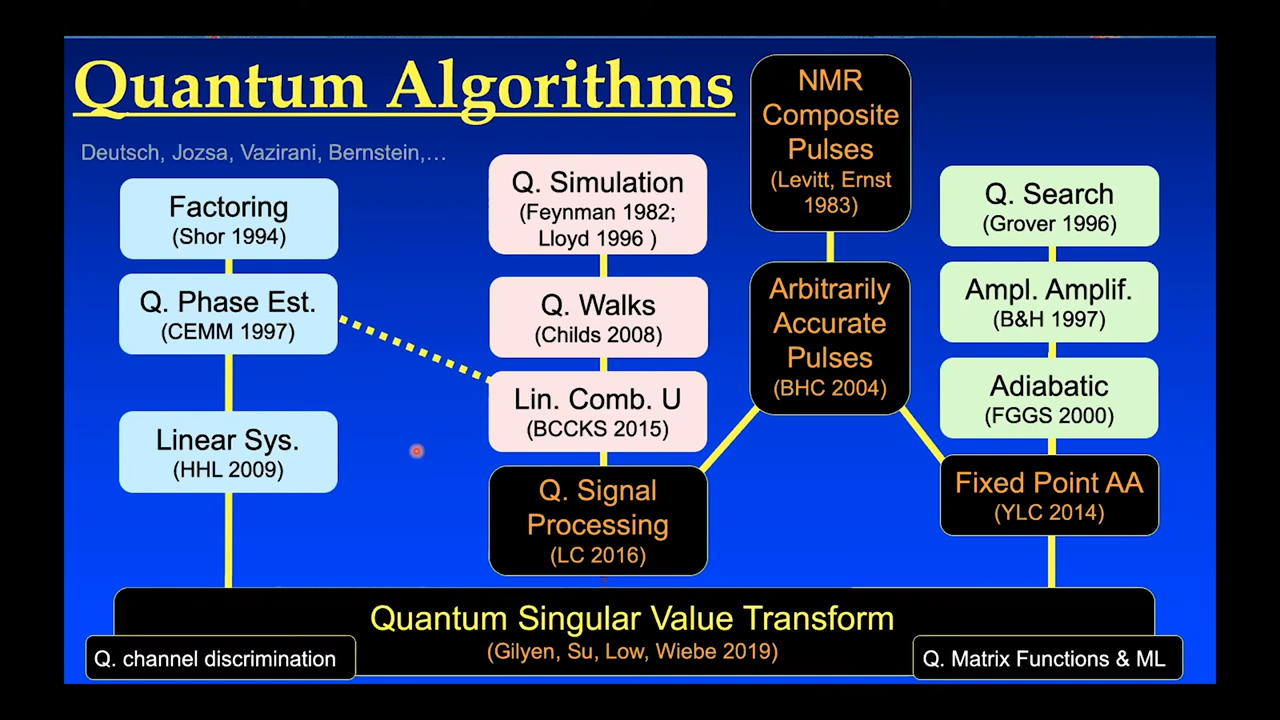 Quantum Algorithms
Deutsch, Jozsa, Vazirani, Bernstein,...
Factoring
(Shor 1994)
Q. Phase Est.
(CEMM 1997)
Linear Sys.
(HHL 2009)
Q. Simulation
(Feynman 1982;
Lloyd 1996 )
Q. Walks
(Childs 2008)
Lin. Comb. U
(BCCKS 2015)
Q. Signal
Processing
(LC 2016)
NMR
Composite
Pulses
(Levitt, Ernst
1983)
Arbitrarily
Accurate
Pulses
(BHC 2004)
Q. Search
(Grover 1996)
Ampl. Amplif.
(B&H 1997)
Adiabatic
(FGGS 2000)
Fixed Point AA
(YLC 2014)
Quantum Singular Value Transform
(Gilyen, Su, Low, Wiebe 2019)
Q. channel discrimination
Q. Matrix Functions & ML